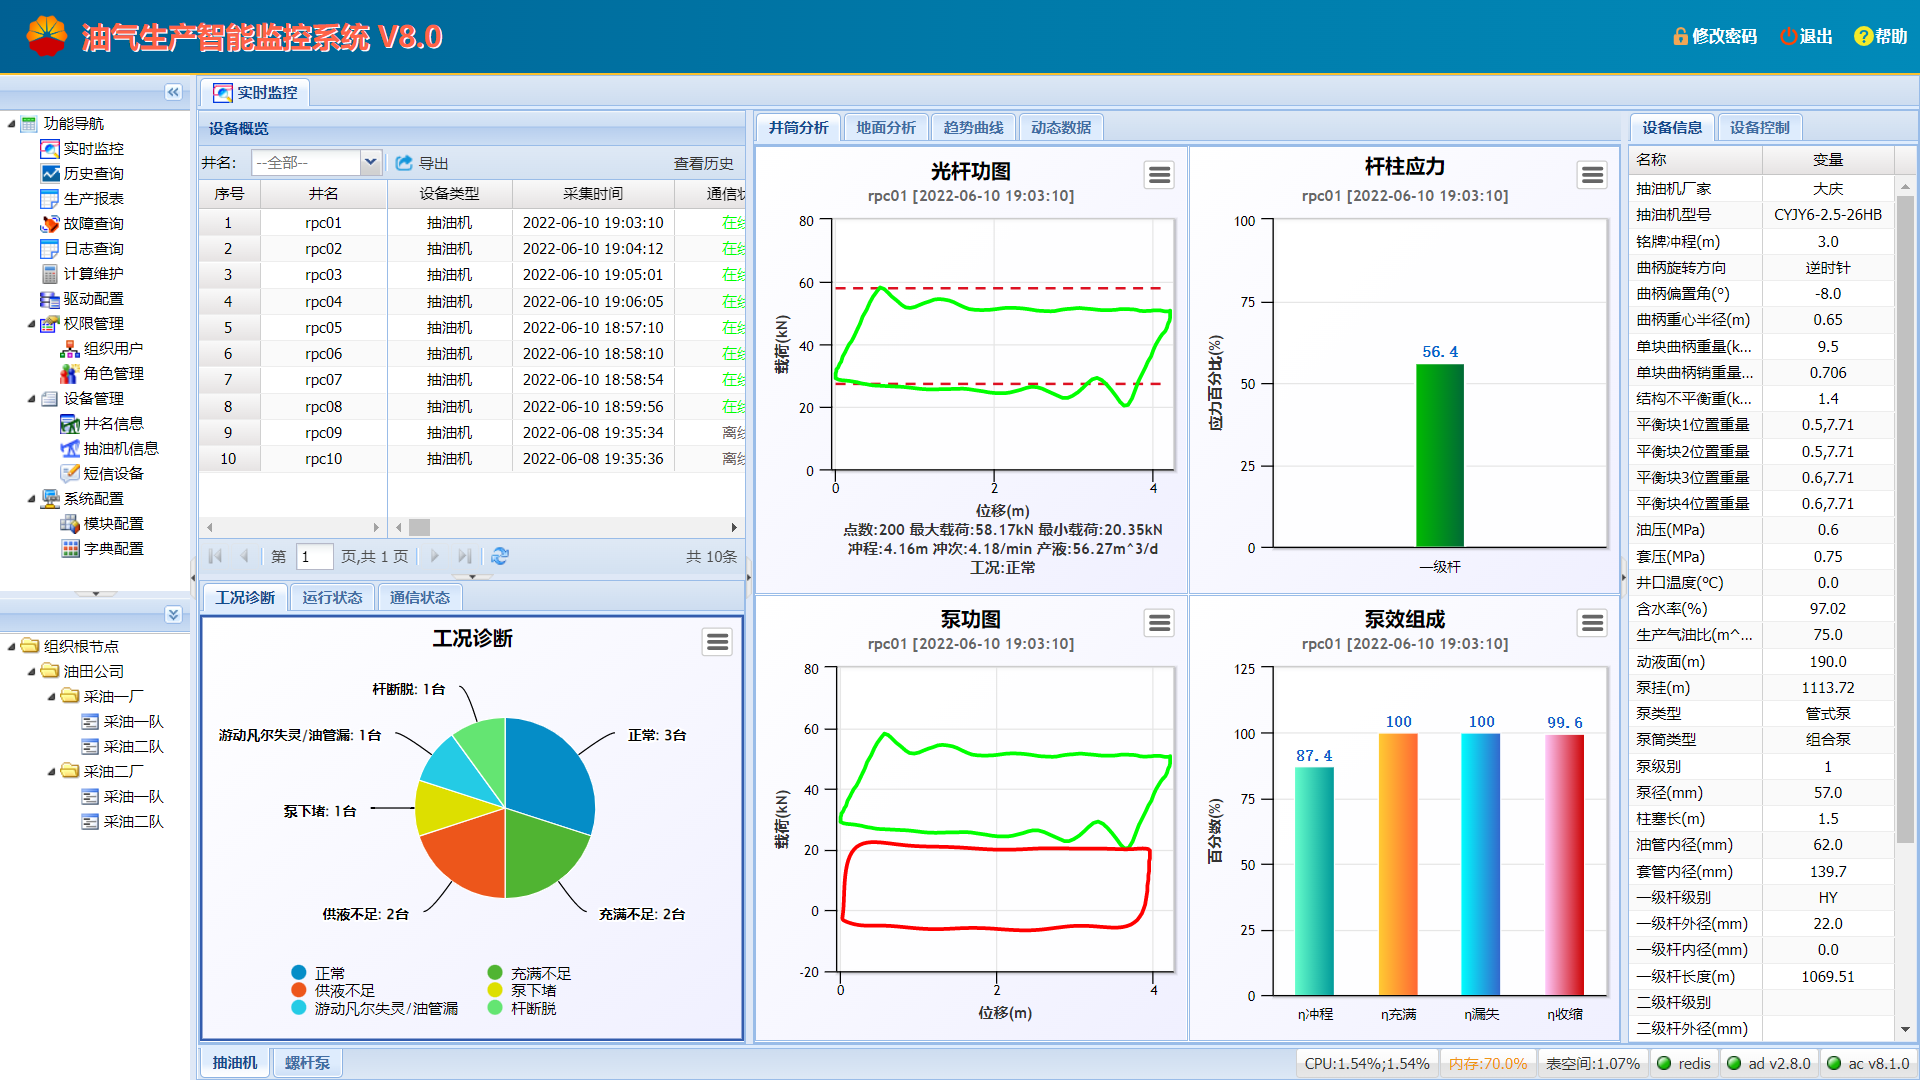 油气生产智能监控系统 V8.0
修改密码 退出 帮助
功能导航
实时监控
历史查询
生产报表
故障查询
日志查询
计算维护
驱动配置
权限管理
组织用户
角色管理
设备管理
井名信息
抽油机信息
短信设备
系统配置
模块配置
字典配置
组织根节点
油田公司
采油一厂
采油一队
采油二队
采油二厂
采油一队
采油二队
实时监控
设备概览
井名: --全部-- 导出 查看历史
序号 井名 设备类型 采集时间 通信
1 rpc01 抽油机 2022-06-10 19:03:10 在
2 rpc02 抽油机 2022-06-10 19:04:12 在
3 rpc03 抽油机 2022-06-10 19:05:01 在
4 rpc04 抽油机 2022-06-10 19:06:05 在
5 rpc05 抽油机 2022-06-10 18:57:10 在
6 rpc06 抽油机 2022-06-10 18:58:10 在
7 rpc07 抽油机 2022-06-10 18:58:54 在
8 rpc08 抽油机 2022-06-10 18:59:56 在
9 rpc09 抽油机 2022-06-08 19:35:34 离
10 rpc10 抽油机 2022-06-08 19:35:36 离
第 1 页,共 1 页 共 10条
工况诊断 运行状态 通信状态
工况诊断
杆断脱: 1台
游动凡尔失灵/油管漏: 1台
正常: 3台
泵下堵: 1台
供液不足: 2台
充满不足: 2台
正常 充满不足
供液不足 泵下堵
游动凡尔失灵/油管漏 杆断脱
抽油机 螺杆泵
井筒分析 地面分析 趋势曲线 动态数据
光杆功图
rpc01 [2022-06-10 19:03:10]
80
60
40
20
0
载荷(kN)
0 2 4
位移(m)
点数:200 最大载荷:58.17kN 最小载荷:20.35kN
冲程:4.16m 冲次:4.18/min 产液:56.27m^3/d
工况:正常
杆柱应力
rpc01 [2022-06-10 19:03:10]
100
75
50
25
0
应力百分比(%)
56.4
一级杆
泵功图
rpc01 [2022-06-10 19:03:10]
80
60
40
20
0
-20
载荷(kN)
0 2 4
位移(m)
泵效组成
rpc01 [2022-06-10 19:03:10]
125
100
75
50
25
0
百分数(%)
87.4 100 100 99.6
η冲程 η充满 η漏失 η收缩
设备信息 设备控制
名称 变量
抽油机厂家 大庆
抽油机型号 CYJY6-2.5-26HB
铭牌冲程(m) 3.0
曲柄旋转方向 逆时针
曲柄偏置角(°) -8.0
曲柄重心半径(m) 0.65
单块曲柄重量(k... 9.5
单块曲柄销重量... 0.706
结构不平衡重(k... 1.4
平衡块1位置重量 0.5,7.71
平衡块2位置重量 0.5,7.71
平衡块3位置重量 0.6,7.71
平衡块4位置重量 0.6,7.71
油压(MPa) 0.6
套压(MPa) 0.75
井口温度(℃) 0.0
含水率(%) 97.02
生产气油比(m^... 75.0
动液面(m) 190.0
泵挂(m) 1113.72
泵类型 管式泵
泵筒类型 组合泵
泵级别 1
泵径(mm) 57.0
柱塞长(m) 1.5
油管内径(mm) 62.0
套管内径(mm) 139.7
一级杆级别 HY
一级杆外径(mm) 22.0
一级杆内径(mm) 0.0
一级杆长度(m) 1069.51
二级杆级别
二级杆外径(mm)
CPU:1.54%;1.54% 内存:70.0% 表空间:1.07% redis ad v2.8.0 ac v8.1.0